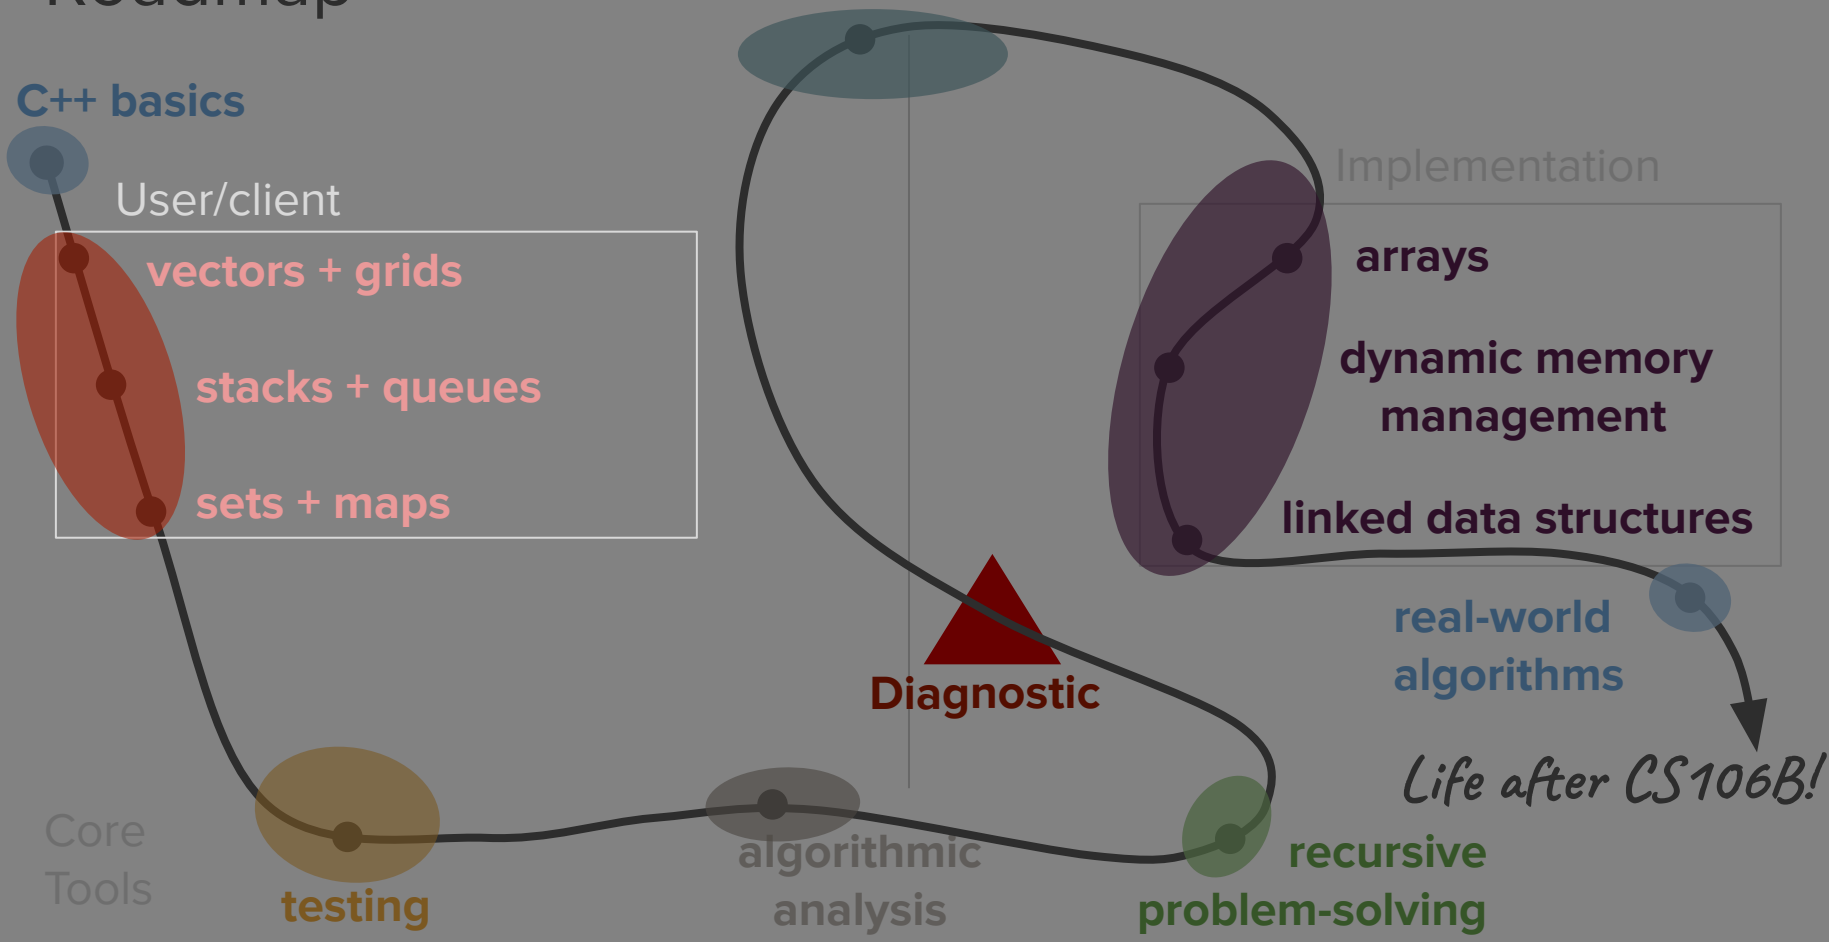 Roadmap
C++ basics
User/client
vectors + grids
stacks + queues
sets + maps
Core
Tools
testing
algorithmic
analysis
recursive
problem-solving
Diagnostic
Implementation
arrays
dynamic memory
management
linked data structures
real-world
algorithms
Life after CS106B!